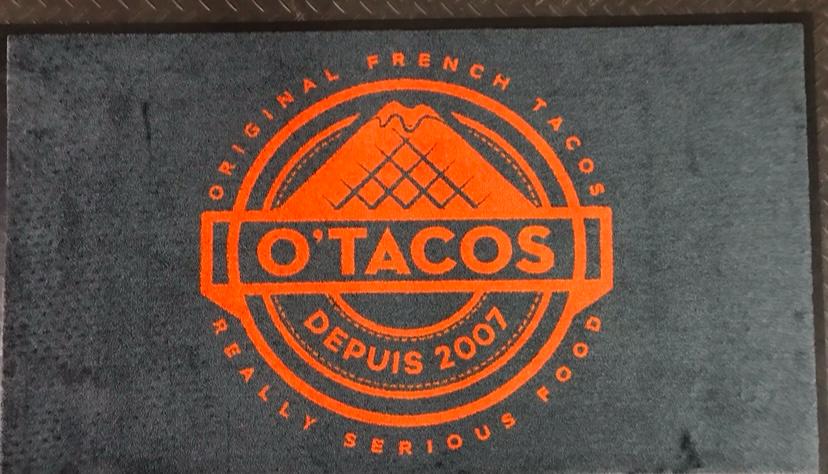 ORIGINAL FRENCH TACOS
O'TACOS
DEPUIS 2007
REALLY SERIOUS FOOD